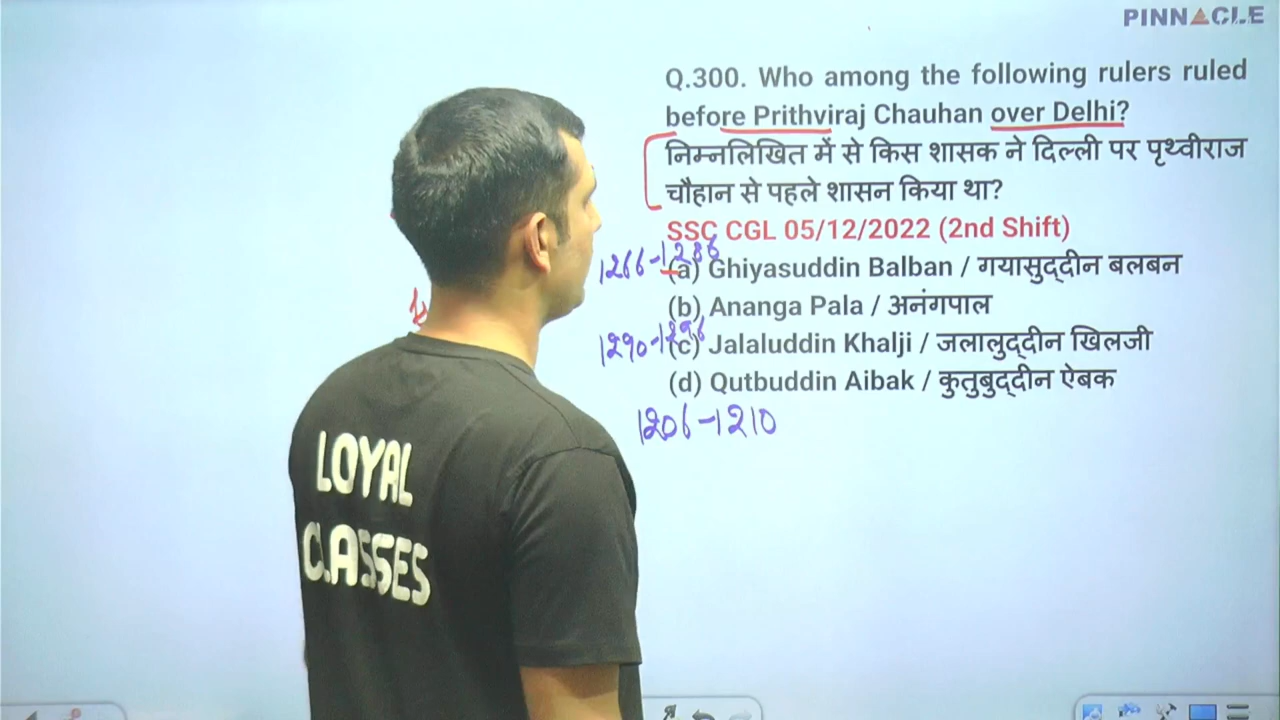 PINNACLE
Q.300. Who among the following rulers ruled
before Prithviraj Chauhan over Delhi?
निम्नलिखित में से किस शासक ने दिल्ली पर पृथ्वीराज
चौहान से पहले शासन किया था?
SSC CGL 05/12/2022 (2nd Shift)
1266-1286
(a) Ghiyasuddin Balban / गयासुद्दीन बलबन
(b) Ananga Pala / अनंगपाल
1290-1296
(c) Jalaluddin Khalji / जलालुद्दीन खिलजी
(d) Qutbuddin Aibak / कुतुबुद्दीन ऐबक
1206-1210
LOYAL
CLASSES